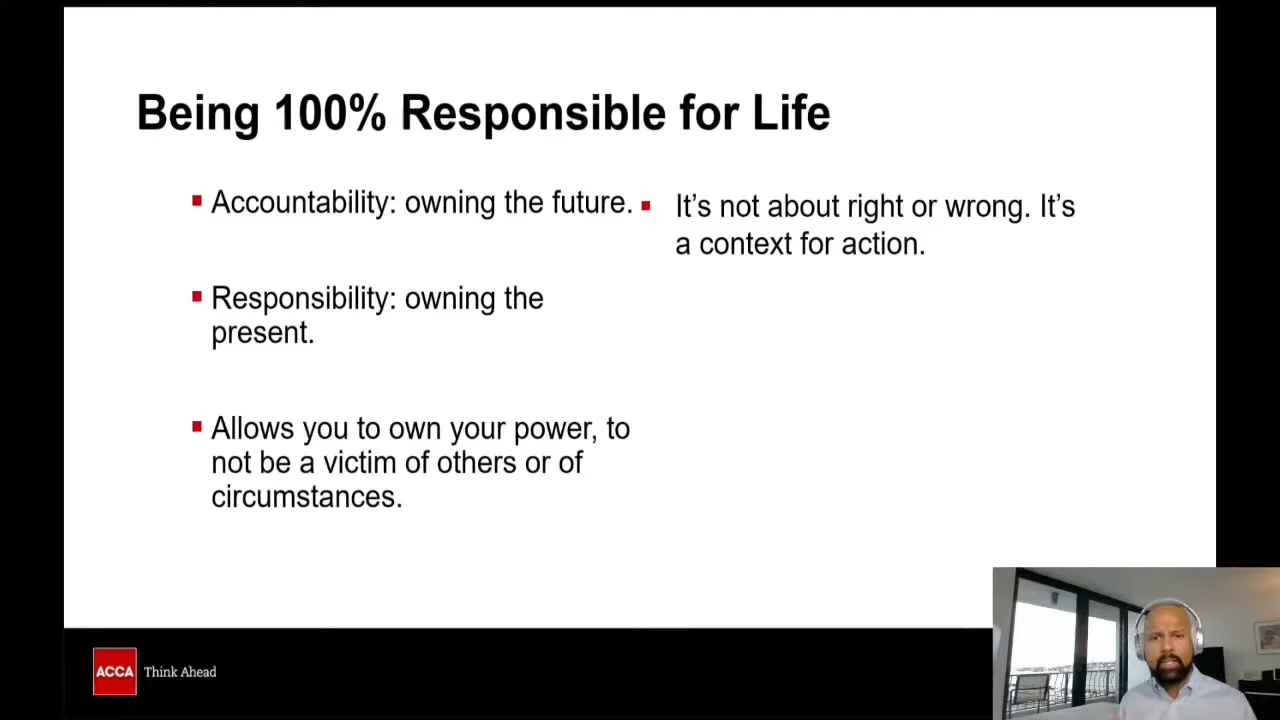 Being 100% Responsible for Life
Accountability: owning the future.
Responsibility: owning the
present.
Allows you to own your power, to
not be a victim of others or of
circumstances.
It’s not about right or wrong. It’s
a context for action.
ACCA
Think Ahead